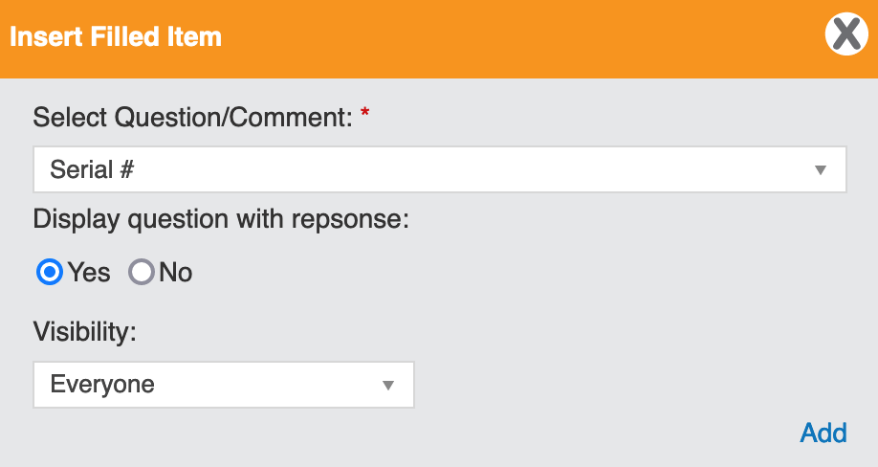 Insert Filled Item
X
Select Question/Comment: *
Serial #
Display question with repsonse:
Yes No
Visibility:
Everyone
Add